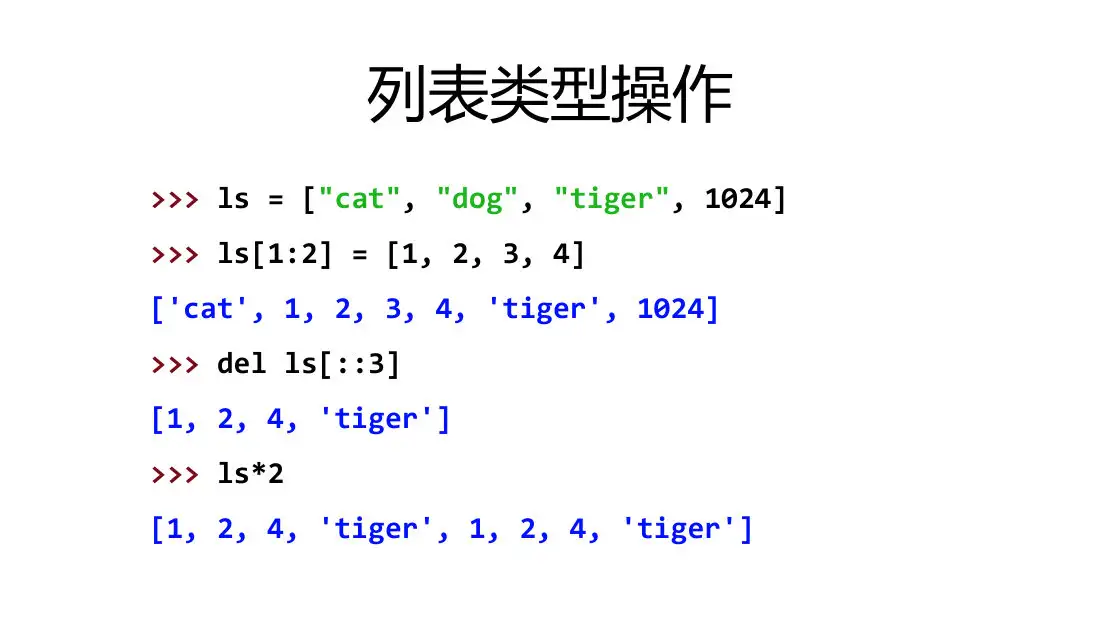 列表类型操作
>>> ls = ["cat", "dog", "tiger", 1024]
>>> ls[1:2] = [1, 2, 3, 4]
['cat', 1, 2, 3, 4, 'tiger', 1024]
>>> del ls[::3]
[1, 2, 4, 'tiger']
>>> ls*2
[1, 2, 4, 'tiger', 1, 2, 4, 'tiger']